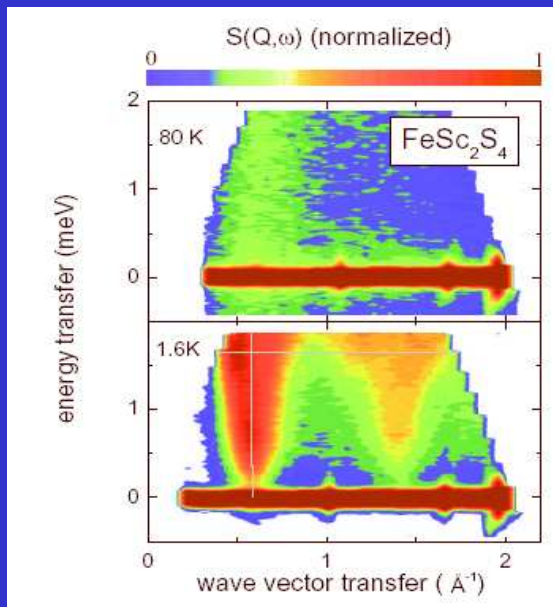 S(Q,ω) (normalized)
0 1
2
80 K
FeSc₂S₄
1
0
1.6K
1
0
energy transfer (meV)
0 1 2
wave vector transfer ( Å⁻¹)